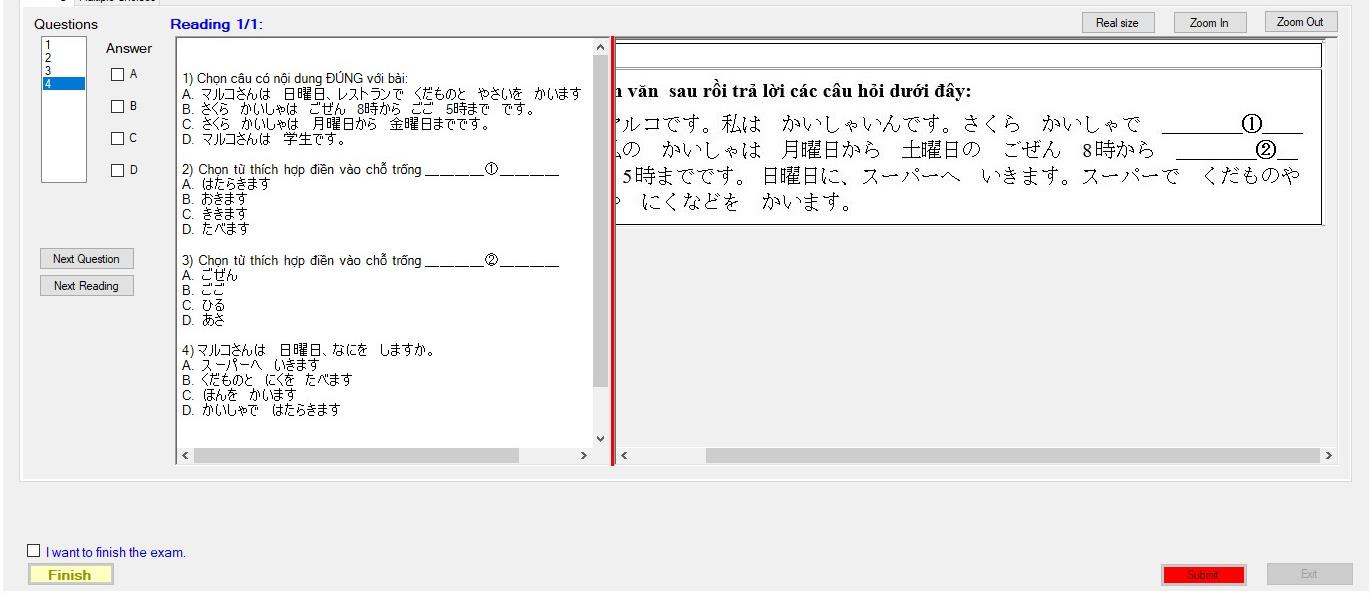 Multiple Choices
Questions
Reading 1/1:
Real size
Zoom In
Zoom Out
1
2
3
4
Answer
A
B
C
D
Next Question
Next Reading
1) Chọn câu có nội dung ĐÚNG với bài:
A. マルコさんは　日曜日、レストランで　くだものと　やさいを　かいます
B. さくら　かいしゃは　ごぜん　8時から　ごご　5時まで　です。
C. さくら　かいしゃは　月曜日から　金曜日までです。
D. マルコさんは　学生です。
2) Chọn từ thích hợp điền vào chỗ trống ________①________
A. はたらきます
B. おきます
C. ききます
D. たべます
3) Chọn từ thích hợp điền vào chỗ trống ________②________
A. ごぜん
B. ごご
C. ひる
D. あさ
4) マルコさんは　日曜日、なにを　しますか。
A. スーパーへ　いきます
B. くだものと　にくを　たべます
C. ほんを　かいます
D. かいしゃで　はたらきます
văn sau rồi trả lời các câu hỏi dưới đây:
ルコです。私は　かいしゃいんです。さくら　かいしゃで　________①____
の　かいしゃは　月曜日から　土曜日の　ごぜん　8時から　________②__
5時までです。 日曜日に、スーパーへ　いきます。スーパーで　くだものや
にくなどを　かいます。
I want to finish the exam.
Finish
Submit
Exit